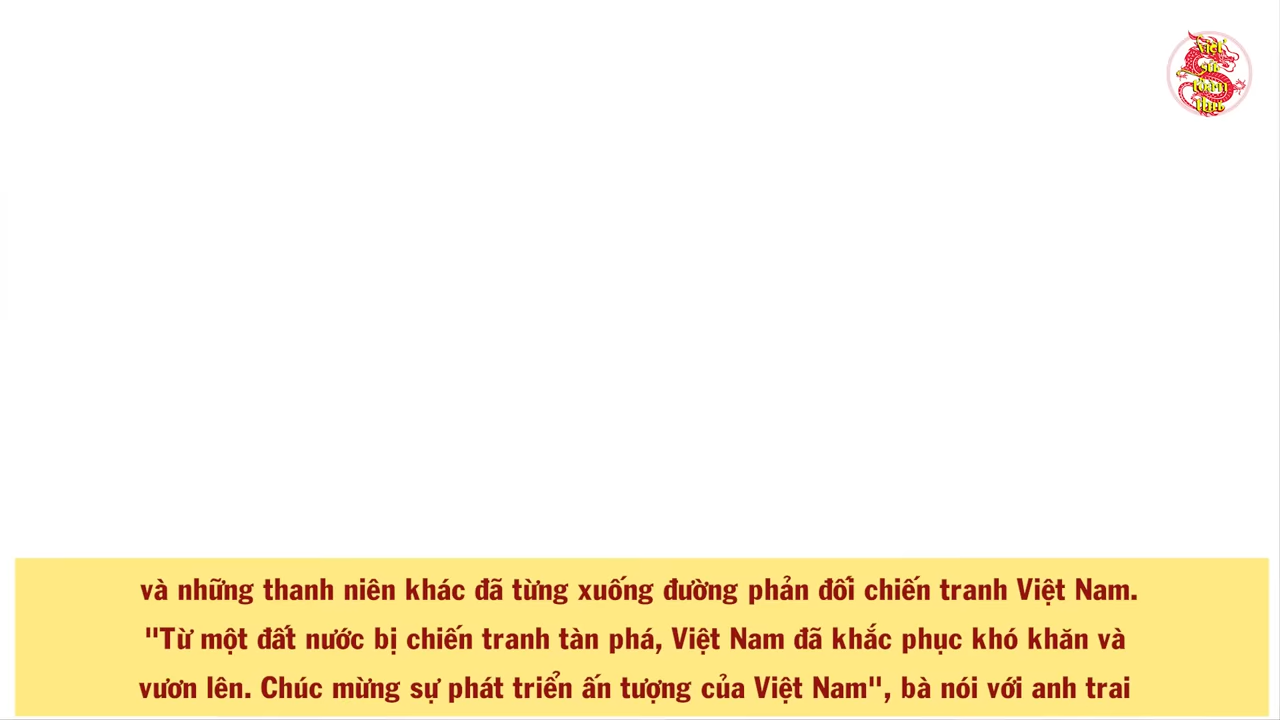 Việt
và những thanh niên khác đã từng xuống đường phản đối chiến tranh Việt Nam.
"Từ một đất nước bị chiến tranh tàn phá, Việt Nam đã khắc phục khó khăn và
vươn lên. Chúc mừng sự phát triển ấn tượng của Việt Nam", bà nói với anh trai